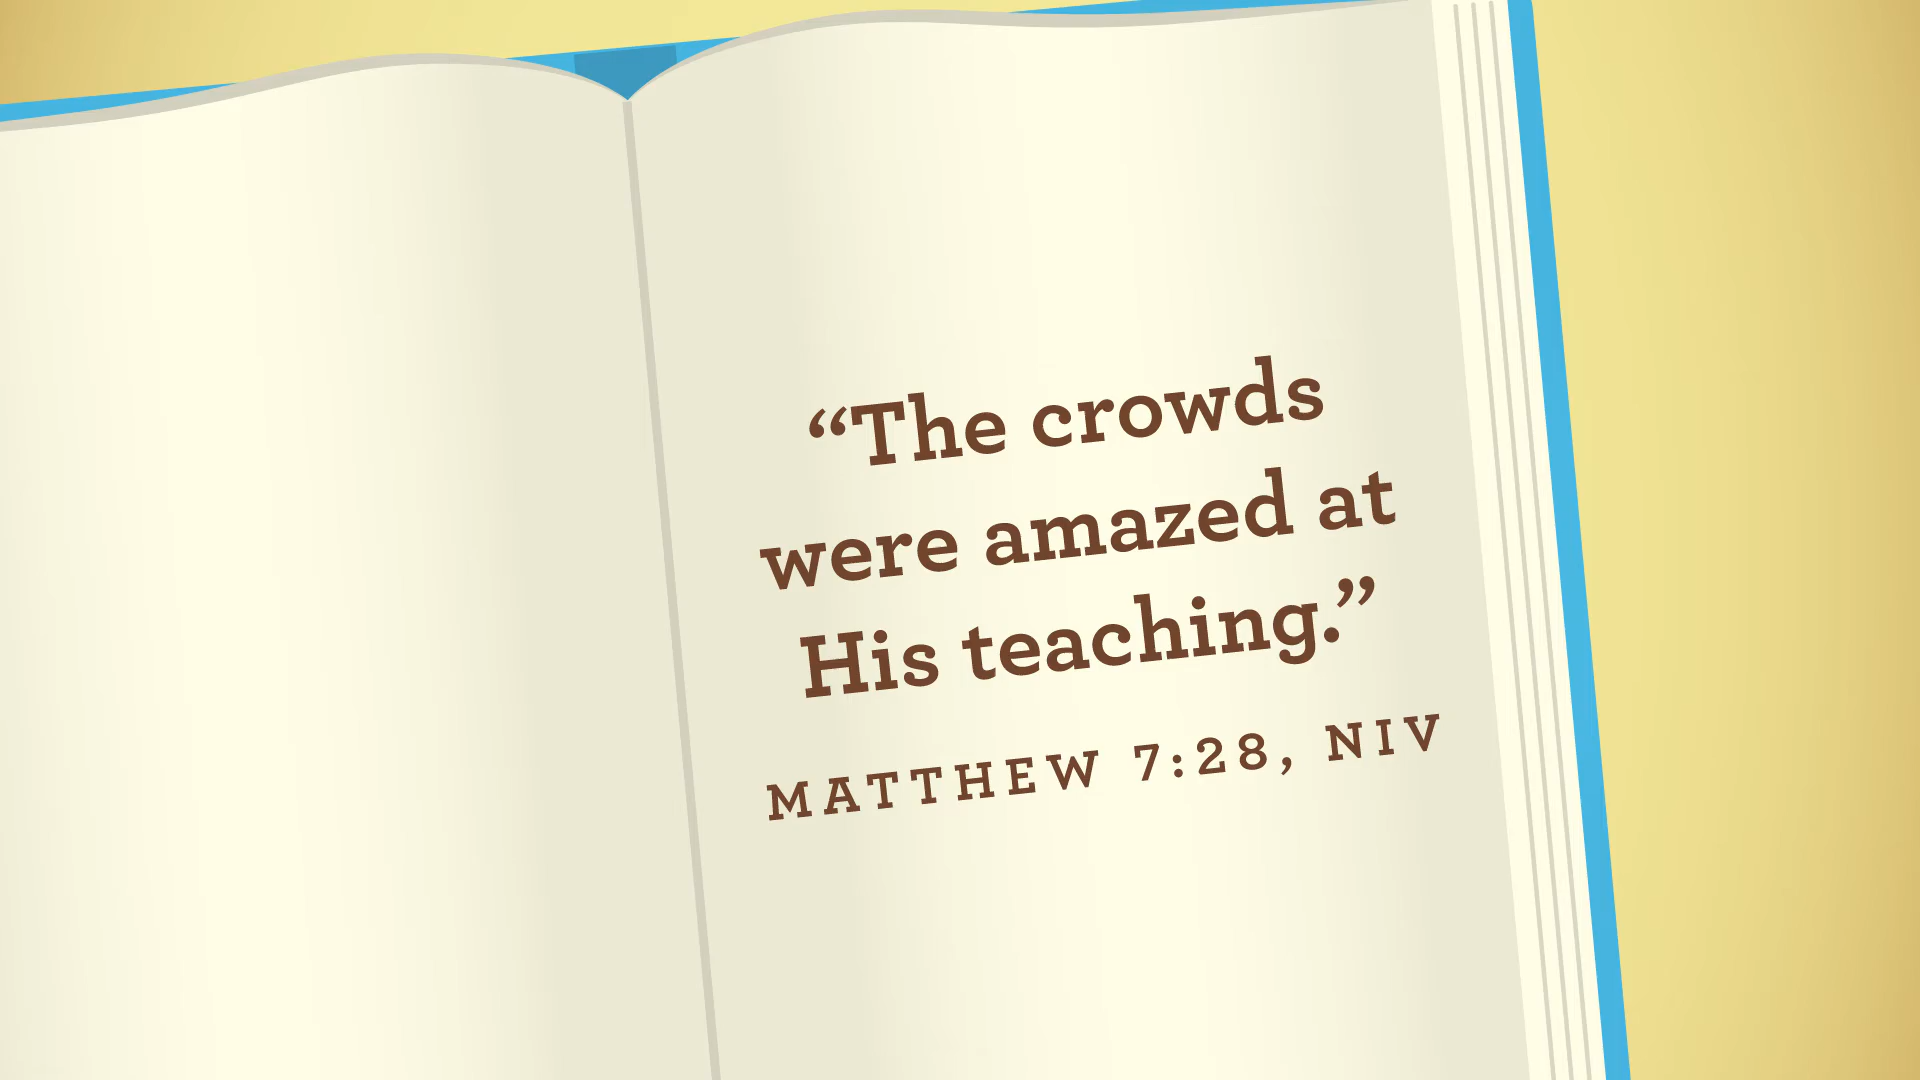 “The crowds
were amazed at
His teaching.”
MATTHEW 7:28, NIV